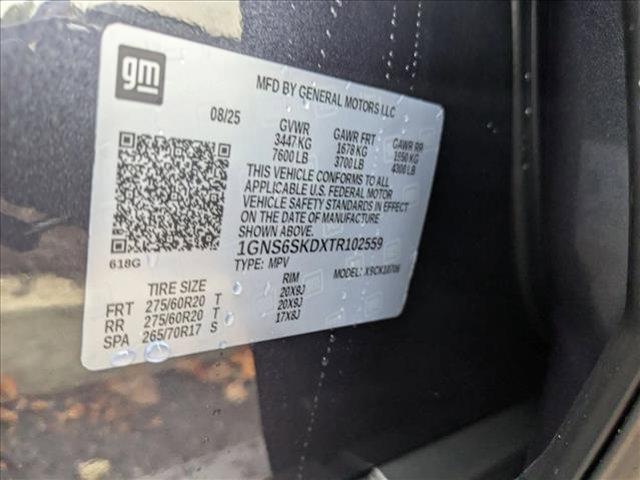 gm
MFD BY GENERAL MOTORS LLC
08/25
GVWR GAWR FRT GAWR RR
3447 KG 1678 KG 1950 KG
7600 LB 3700 LB 4300 LB
THIS VEHICLE CONFORMS TO ALL
APPLICABLE U.S. FEDERAL MOTOR
VEHICLE SAFETY STANDARDS IN EFFECT
ON THE DATE OF MANUFACTURE
SHOWN ABOVE.
1GNS6SKDXTR102559
618G
TYPE: MPV MODEL: XSCK10706
TIRE SIZE RIM
FRT 275/60R20 T 20X9J
RR 275/60R20 T 20X9J
SPA 265/70R17 S 17X8J